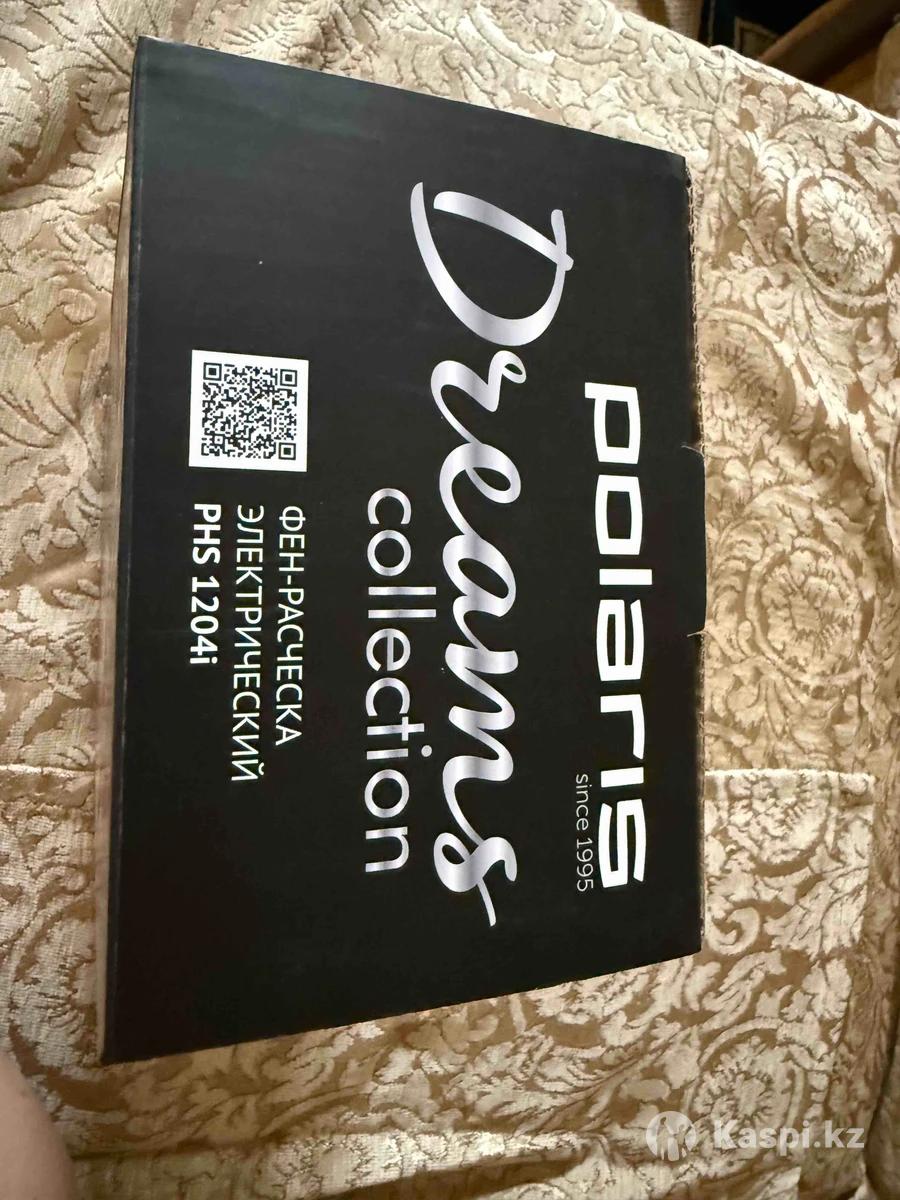 polaris
since 1995
Dreams
collection
ФЕН-РАСЧЕСКА
ЭЛЕКТРИЧЕСКИЙ
PHS 1204i
Kaspi.kz